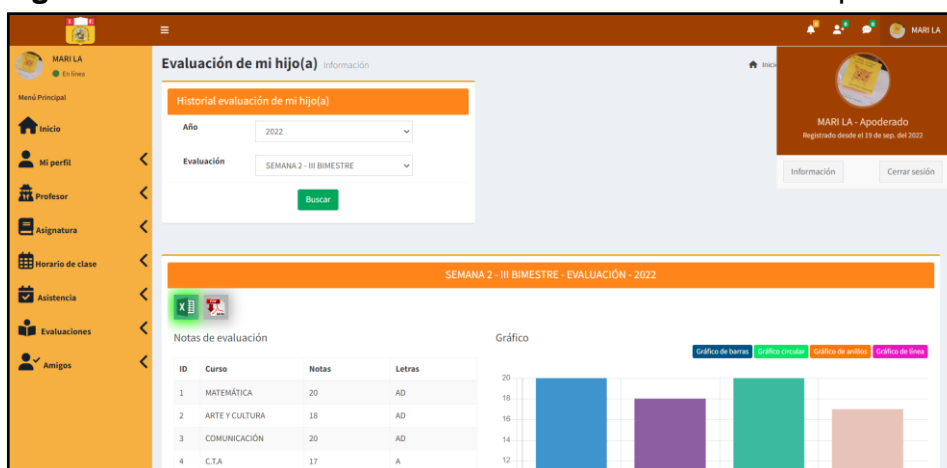 MARI LA
MARI LA
En línea
Menú Principal
Inicio
Mi perfil
Profesor
Asignatura
Horario de clase
Asistencia
Evaluaciones
Amigos
Evaluación de mi hijo(a) Información
Historial evaluación de mi hijo(a)
Año 2022
Evaluación SEMANA 2 - III BIMESTRE
Buscar
MARI LA - Apoderado
Registrado desde el 19 de sep. del 2022
Información Cerrar sesión
SEMANA 2 - III BIMESTRE - EVALUACIÓN - 2022
Notas de evaluación
ID Curso Notas Letras
1 MATEMÁTICA 20 AD
2 ARTE Y CULTURA 18 AD
3 COMUNICACIÓN 20 AD
4 C.T.A 17 A
Gráfico
Gráfico de barras Gráfico circular Gráfico de anillos Gráfico de línea
20
18
16
14
12